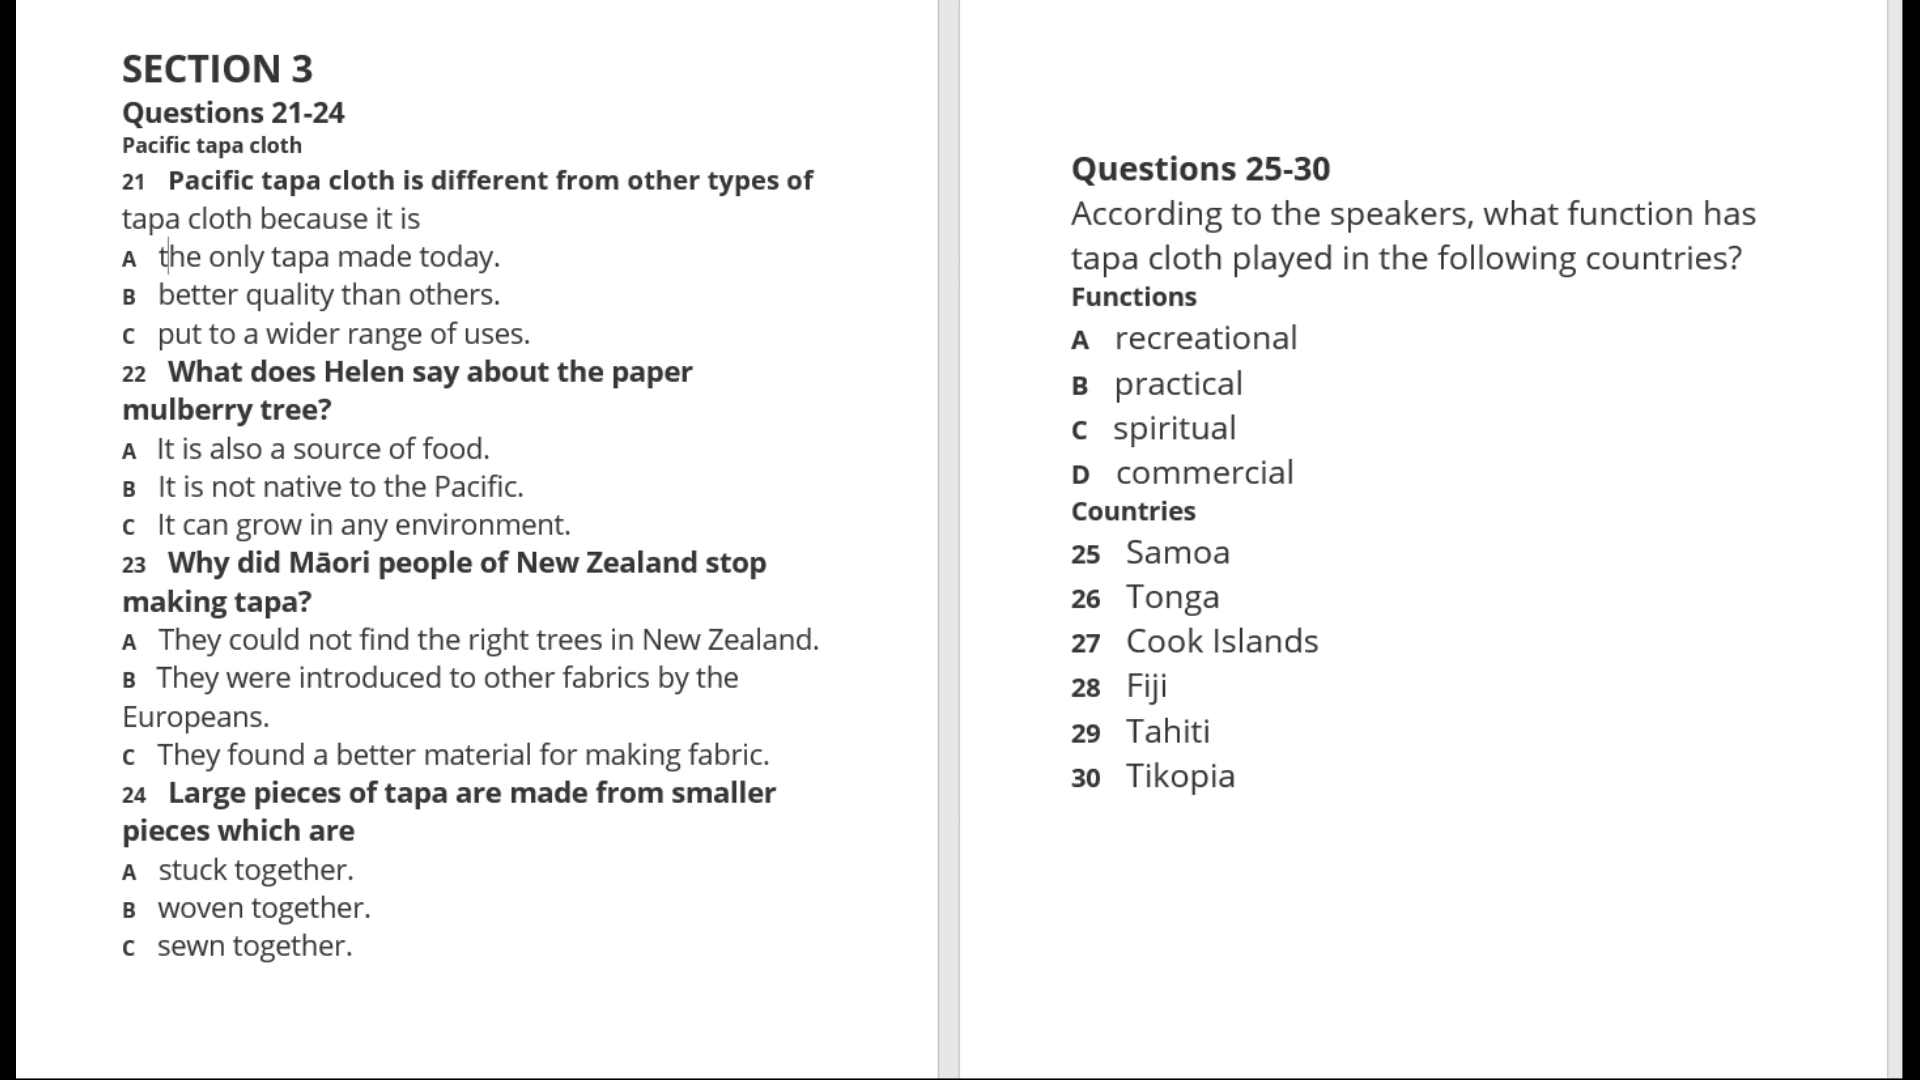 SECTION 3
Questions 21-24
Pacific tapa cloth
21 Pacific tapa cloth is different from other types of
tapa cloth because it is
A the only tapa made today.
B better quality than others.
C put to a wider range of uses.
22 What does Helen say about the paper
mulberry tree?
A It is also a source of food.
B It is not native to the Pacific.
C It can grow in any environment.
23 Why did Māori people of New Zealand stop
making tapa?
A They could not find the right trees in New Zealand.
B They were introduced to other fabrics by the
Europeans.
C They found a better material for making fabric.
24 Large pieces of tapa are made from smaller
pieces which are
A stuck together.
B woven together.
C sewn together.
Questions 25-30
According to the speakers, what function has
tapa cloth played in the following countries?
Functions
A recreational
B practical
C spiritual
D commercial
Countries
25 Samoa
26 Tonga
27 Cook Islands
28 Fiji
29 Tahiti
30 Tikopia